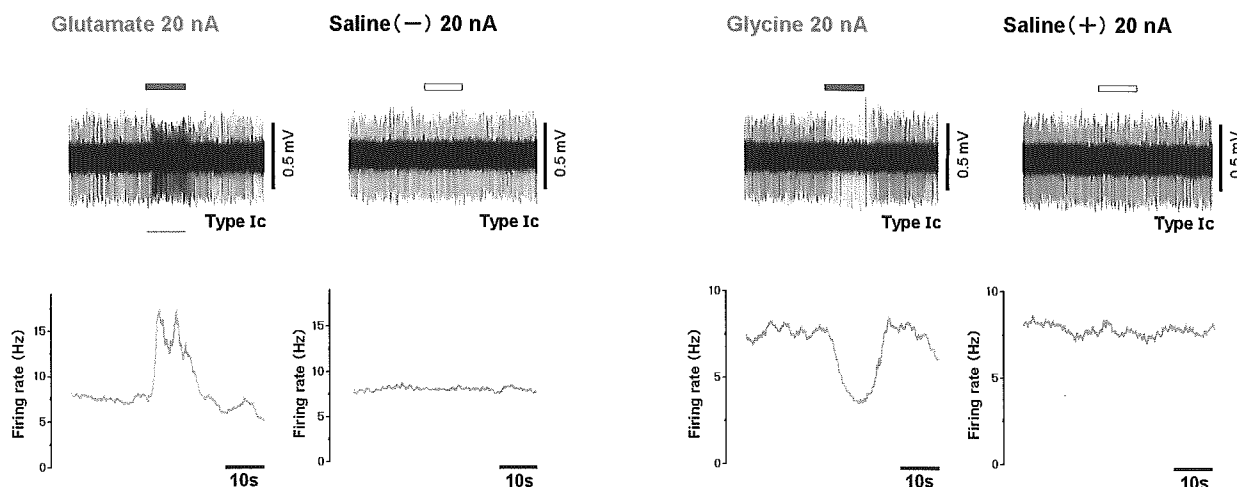 Glutamate 20 nA
Saline(−) 20 nA
Glycine 20 nA
Saline(+) 20 nA
0.5 mV
0.5 mV
0.5 mV
0.5 mV
Type Ic
Type Ic
Type Ic
Type Ic
Firing rate (Hz)
15
10
5
0
10s
Firing rate (Hz)
15
10
5
0
10s
Firing rate (Hz)
10
5
0
10s
Firing rate (Hz)
10
5
0
10s